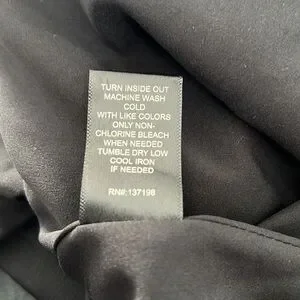 TURN INSIDE OUT
MACHINE WASH
COLD
WITH LIKE COLORS
ONLY NON-
CHLORINE BLEACH
WHEN NEEDED
TUMBLE DRY LOW
COOL IRON
IF NEEDED
RN#:137198